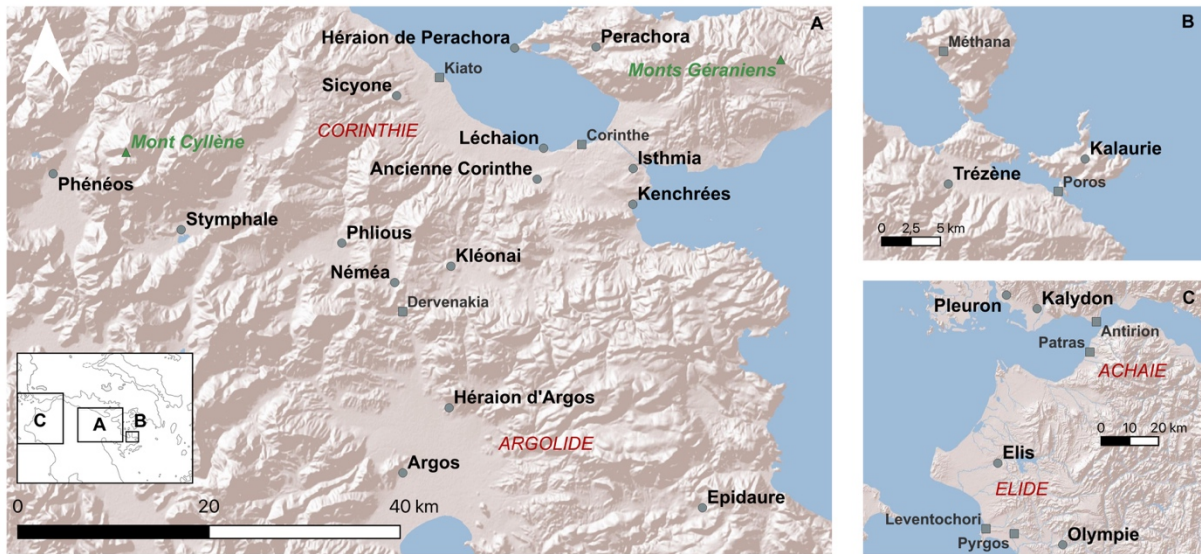 A
Héraion de Perachora
Perachora
Kiato
Monts Géraniens
Sicyone
CORINTHIE
Mont Cyllène
Léchaion
Corinthe
Ancienne Corinthe
Isthmia
Phénéos
Kenchrées
Stymphale
Phlious
Kléonai
Néméa
Dervenakia
Héraion d'Argos
C
A
B
ARGOLIDE
Argos
Epidaure
0
20
40 km
B
Méthana
Kalaurie
Trézène
Poros
0 2,5 5 km
C
Pleuron
Kalydon
Antirion
Patras
ACHAIE
0 10 20 km
Elis
ELIDE
Leventochori
Pyrgos
Olympie